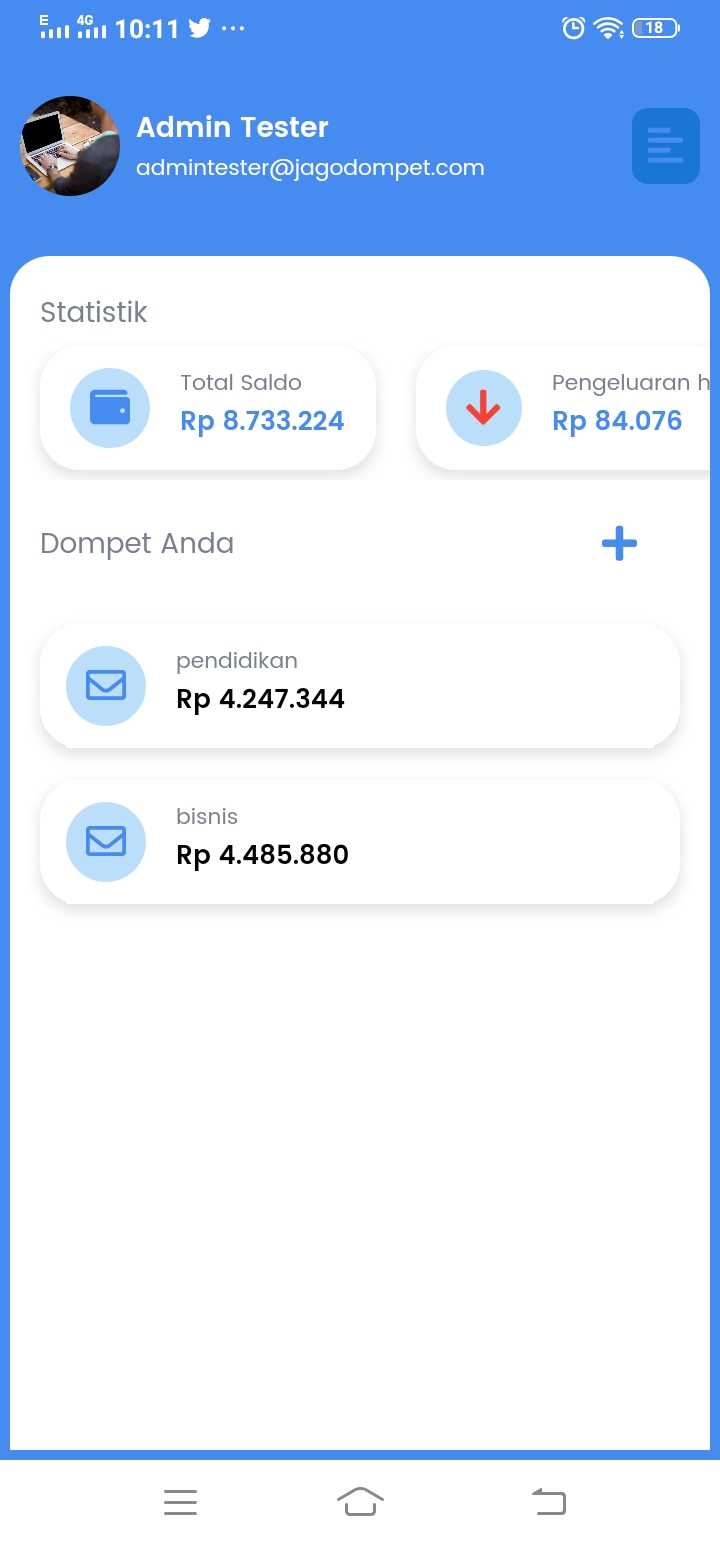 E 4G 10:11 18
Admin Tester
admintester@jagodompet.com
Statistik
Total Saldo
Rp 8.733.224
Pengeluaran h
Rp 84.076
Dompet Anda
pendidikan
Rp 4.247.344
bisnis
Rp 4.485.880